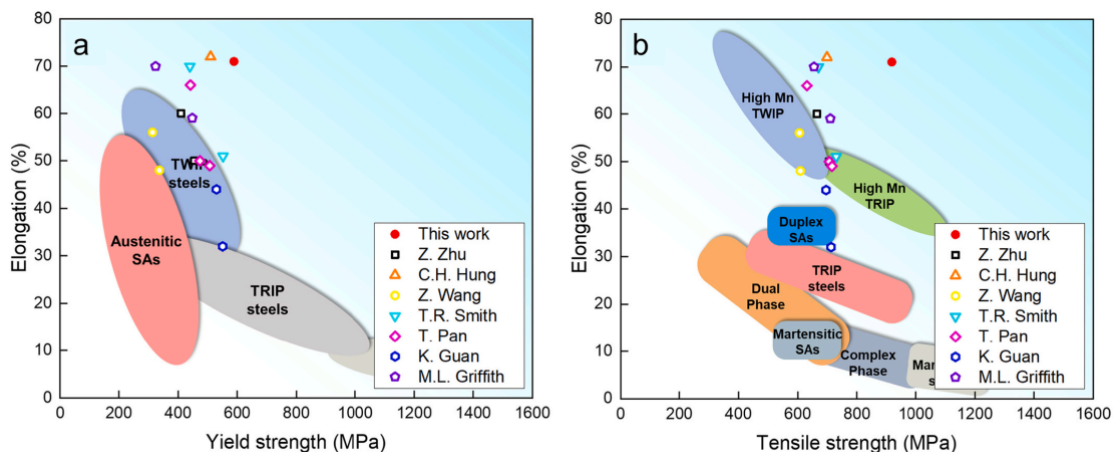 a
80
70
60
50
40
30
20
10
0
0 200 400 600 800 1000 1200 1400 1600
Elongation (%)
Yield strength (MPa)
TWIP
steels
Austenitic
SAs
TRIP
steels
This work
Z. Zhu
C.H. Hung
Z. Wang
T.R. Smith
T. Pan
K. Guan
M.L. Griffith
b
80
70
60
50
40
30
20
10
0
0 200 400 600 800 1000 1200 1400 1600
Elongation (%)
Tensile strength (MPa)
High Mn
TWIP
High Mn
TRIP
Duplex
SAs
TRIP
steels
Dual
Phase
Martensitic
SAs
Complex
Phase
This work
Z. Zhu
C.H. Hung
Z. Wang
T.R. Smith
T. Pan
K. Guan
M.L. Griffith